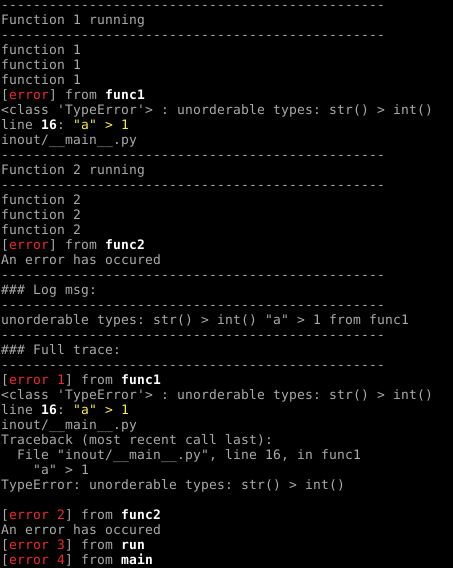 ------------------------------------------------
Function 1 running
------------------------------------------------
function 1
function 1
function 1
[error] from func1
<class 'TypeError'> : unorderable types: str() > int()
line 16: "a" > 1
inout/__main__.py
------------------------------------------------
Function 2 running
------------------------------------------------
function 2
function 2
function 2
[error] from func2
An error has occured
------------------------------------------------
### Log msg:
------------------------------------------------
unorderable types: str() > int() "a" > 1 from func1
------------------------------------------------
### Full trace:
------------------------------------------------
[error 1] from func1
<class 'TypeError'> : unorderable types: str() > int()
line 16: "a" > 1
inout/__main__.py
Traceback (most recent call last):
  File "inout/__main__.py", line 16, in func1
    "a" > 1
TypeError: unorderable types: str() > int()

[error 2] from func2
An error has occured
[error 3] from run
[error 4] from main